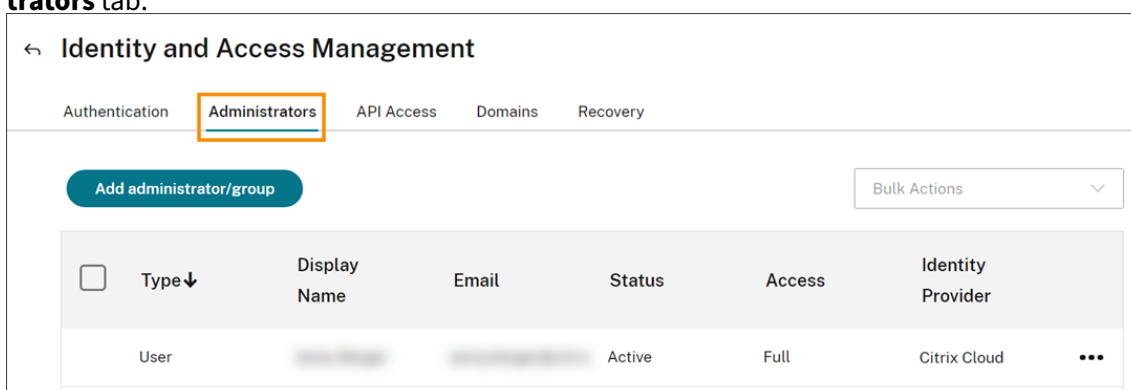 trators tab.
Identity and Access Management
Authentication Administrators API Access Domains Recovery
Add administrator/group
Bulk Actions
Type Display Name Email Status Access Identity Provider
User Active Full Citrix Cloud